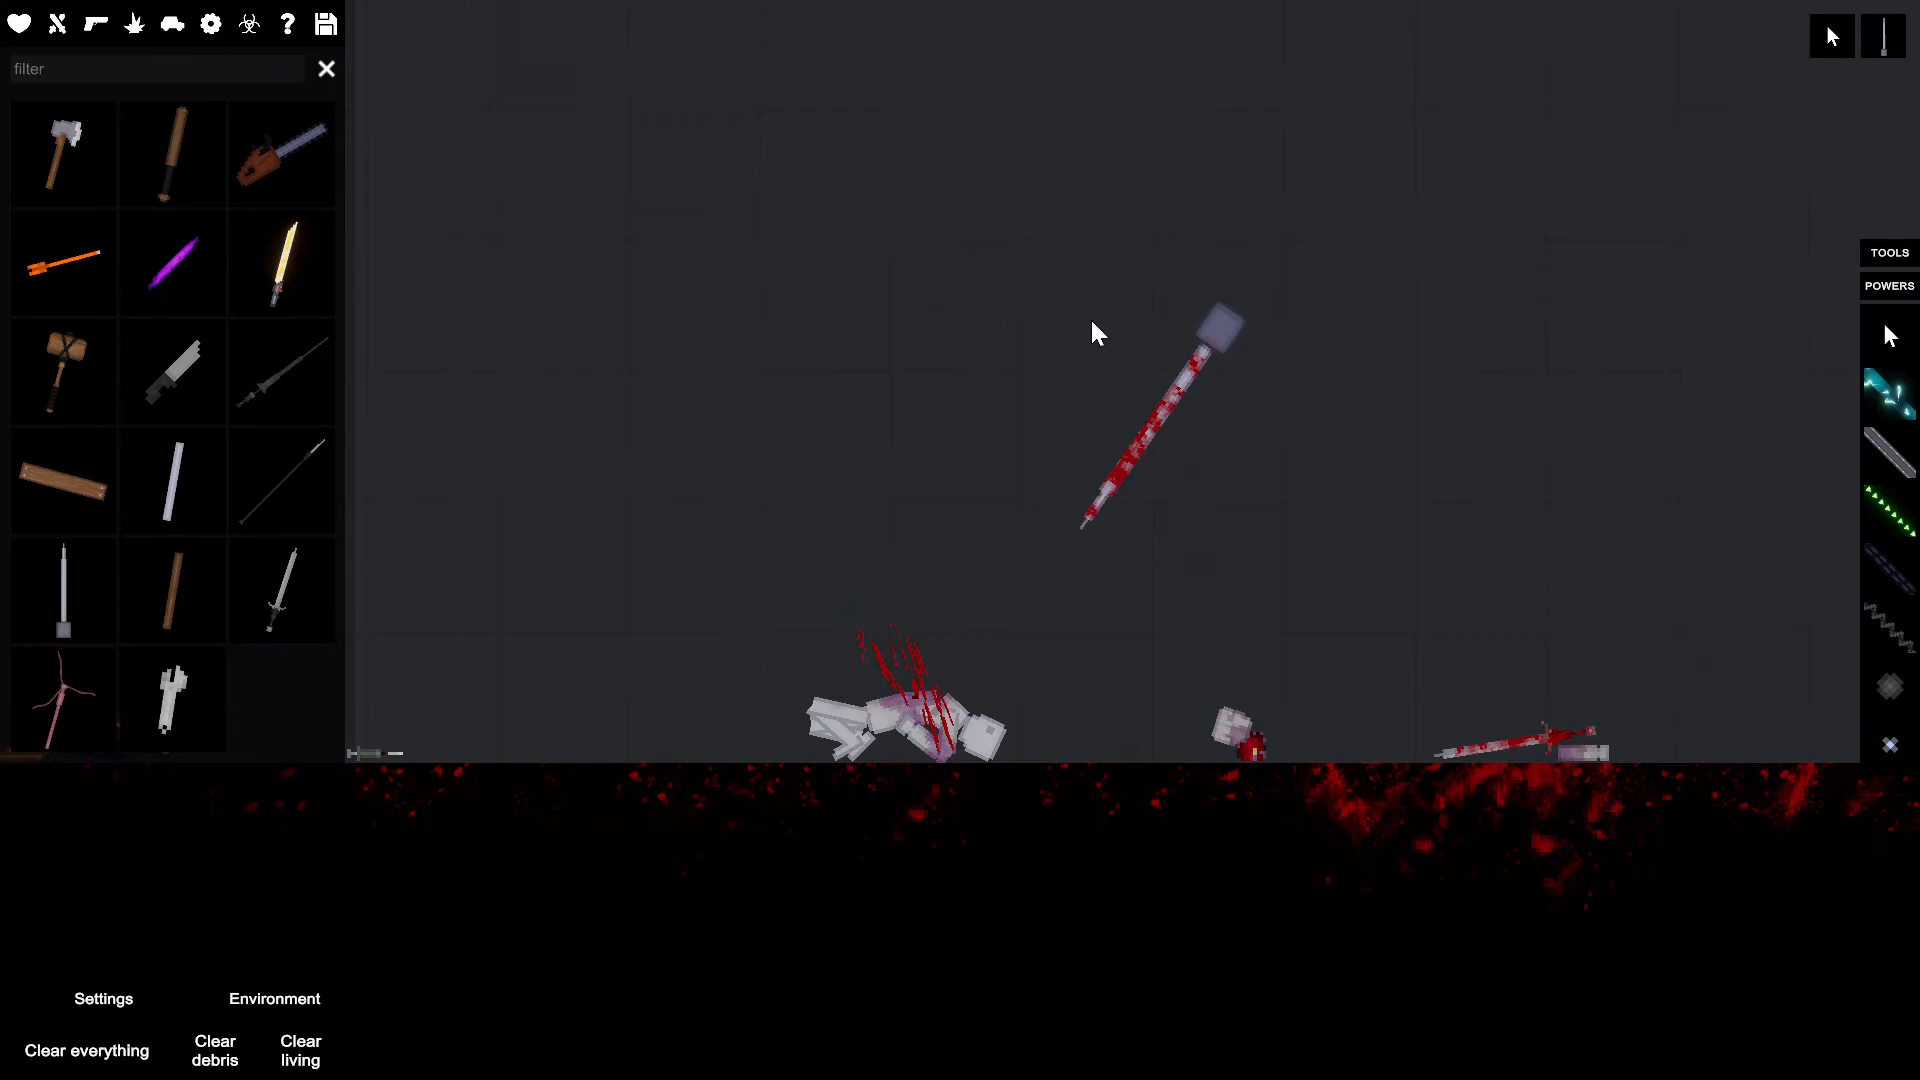 filter
TOOLS
POWERS
Settings
Environment
Clear everything
Clear
debris
Clear
living